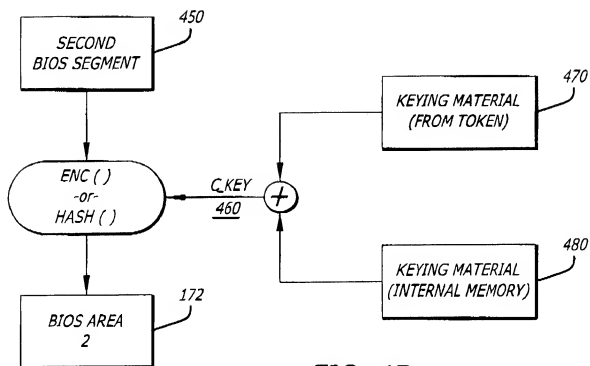 450
SECOND
BIOS SEGMENT
470
KEYING MATERIAL
(FROM TOKEN)
ENC ( )
-or-
HASH ( )
C_KEY
460
+
480
KEYING MATERIAL
(INTERNAL MEMORY)
172
BIOS AREA
2